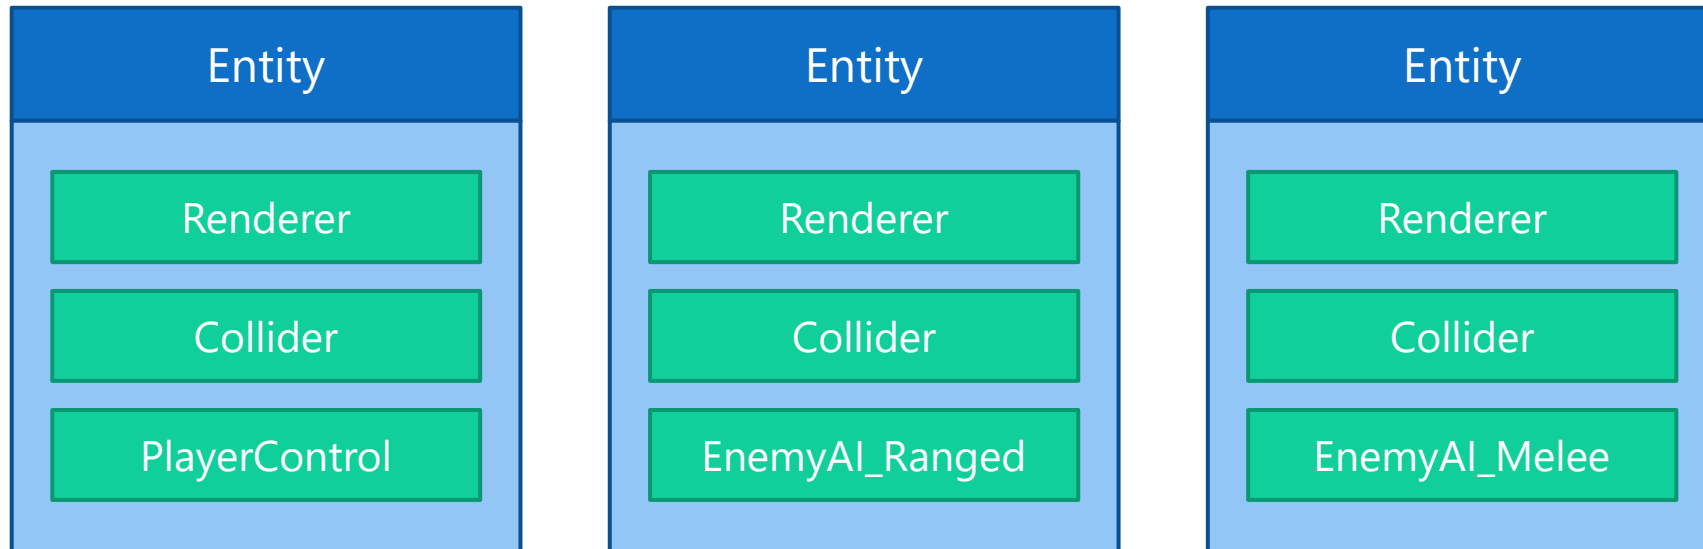 Entity
Renderer
Collider
PlayerControl
Entity
Renderer
Collider
EnemyAI_Ranged
Entity
Renderer
Collider
EnemyAI_Melee